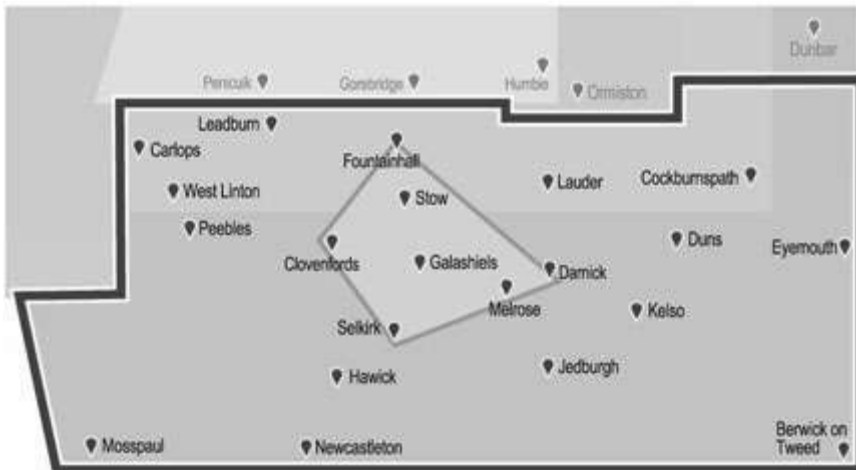 Dunbar
Penicuik
Gorebridge
Humbie
Ormiston
Leadburn
Carlops
Fountainhall
West Linton
Stow
Lauder
Cockburnspath
Peebles
Clovenfords
Galashiels
Darnick
Duns
Eyemouth
Melrose
Kelso
Selkirk
Hawick
Jedburgh
Mosspaul
Newcastleton
Berwick on
Tweed